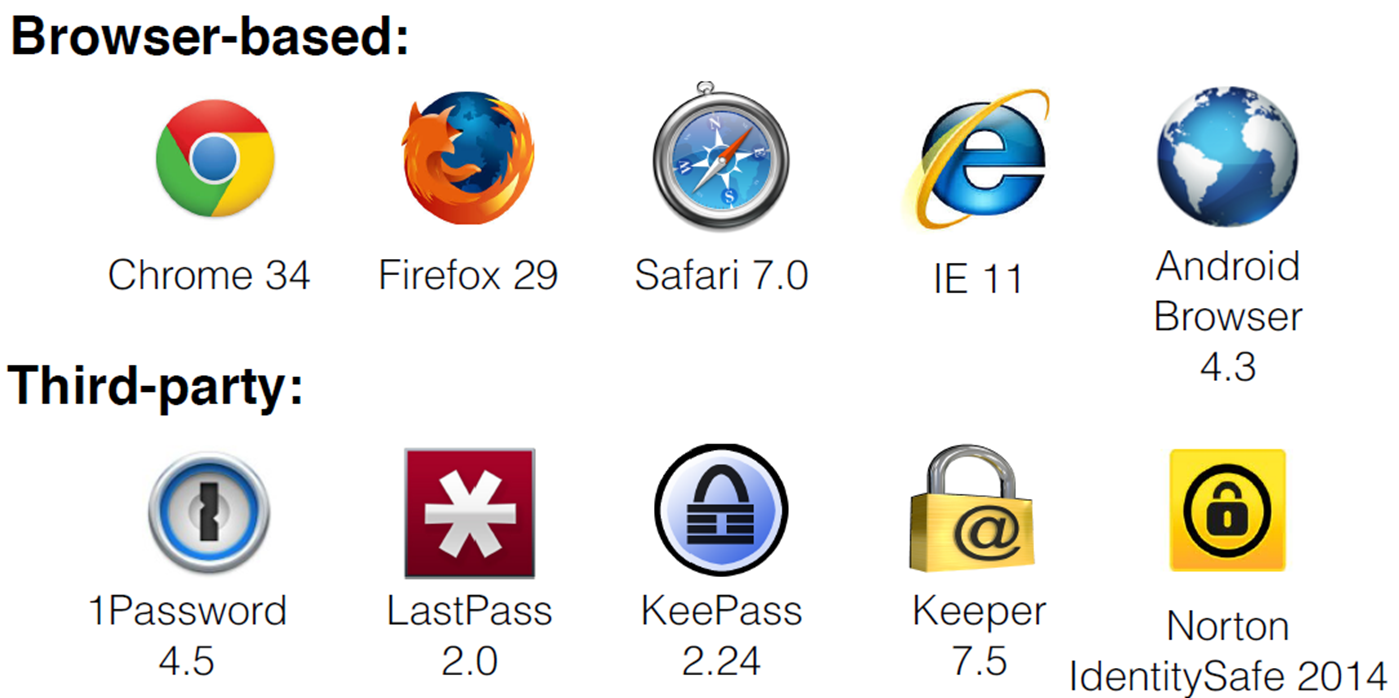 Browser-based:
Chrome 34
Firefox 29
Safari 7.0
IE 11
Android
Browser
4.3
Third-party:
1Password
4.5
LastPass
2.0
KeePass
2.24
Keeper
7.5
Norton
IdentitySafe 2014